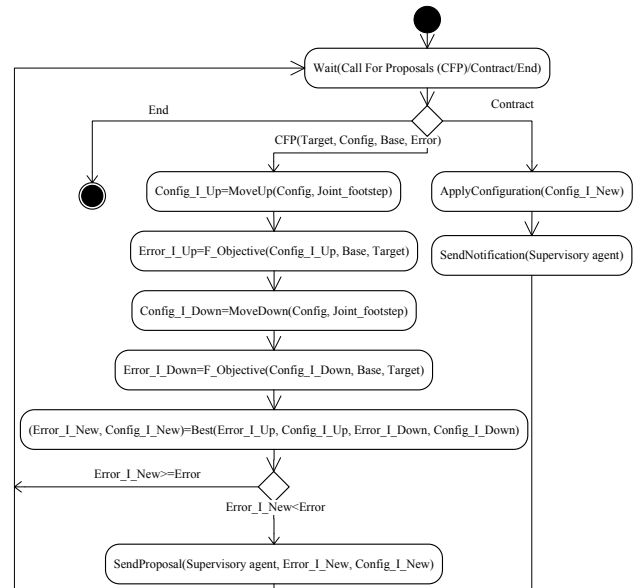 Wait(Call For Proposals (CFP)/Contract/End)
End
Contract
CFP(Target, Config, Base, Error)
Config_I_Up=MoveUp(Config, Joint_footstep)
ApplyConfiguration(Config_I_New)
Error_I_Up=F_Objective(Config_I_Up, Base, Target)
SendNotification(Supervisory agent)
Config_I_Down=MoveDown(Config, Joint_footstep)
Error_I_Down=F_Objective(Config_I_Down, Base, Target)
(Error_I_New, Config_I_New)=Best(Error_I_Up, Config_I_Up, Error_I_Down, Config_I_Down)
Error_I_New>=Error
Error_I_New<Error
SendProposal(Supervisory agent, Error_I_New, Config_I_New)